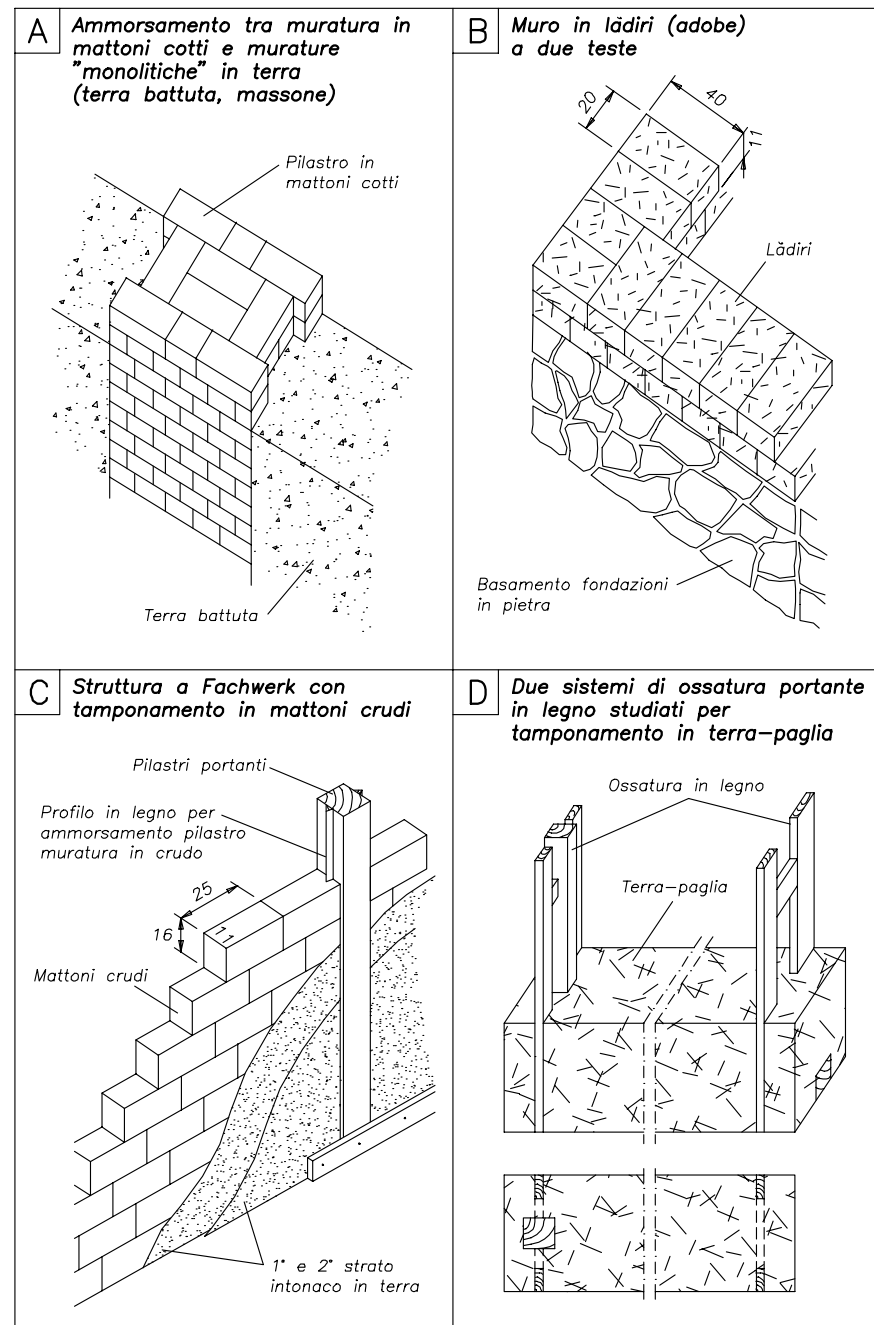 A
Ammorsamento tra muratura in
mattoni cotti e murature
"monolitiche" in terra
(terra battuta, massone)
Pilastro in
mattoni cotti
Terra battuta
B
Muro in làdiri (adobe)
a due teste
20
40
11
Làdiri
Basamento fondazioni
in pietra
C
Struttura a Fachwerk con
tamponamento in mattoni crudi
Pilastri portanti
Profilo in legno per
ammorsamento pilastro
muratura in crudo
25
16
11
Mattoni crudi
1° e 2° strato
intonaco in terra
D
Due sistemi di ossatura portante
in legno studiati per
tamponamento in terra-paglia
Ossatura in legno
Terra-paglia